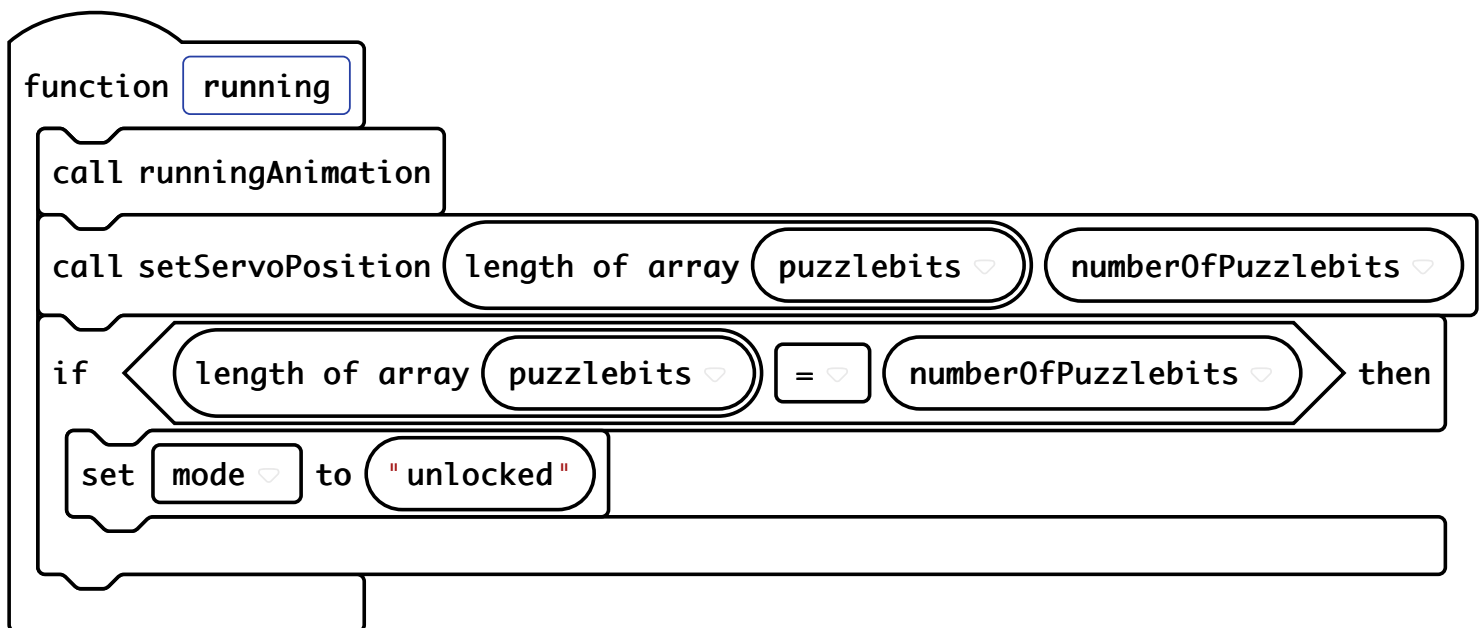 function running
call runningAnimation
call setServoPosition length of array puzzlebits numberOfPuzzlebits
if length of array puzzlebits = numberOfPuzzlebits then
set mode to "unlocked"